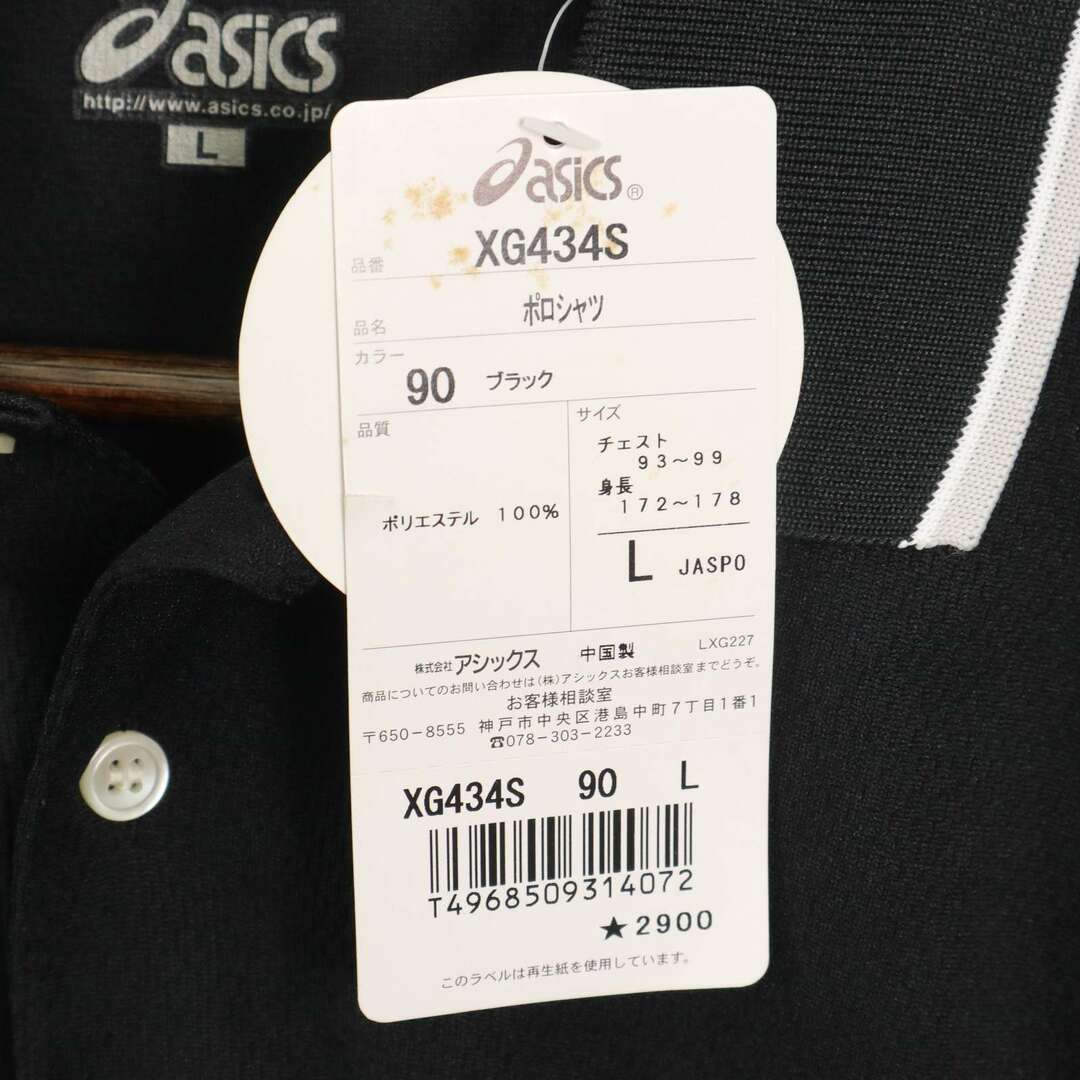 asics
http://www.asics.co.jp/
L
asics®
品番 XG434S
品名 ポロシャツ
カラー
90 ブラック
品質
ポリエステル 100%
サイズ
チェスト
93～99
身長
172～178
L JASPO
株式会社アシックス 中国製 LXG227
商品についてのお問い合わせは(株)アシックスお客様相談室までどうぞ。
お客様相談室
〒650-8555 神戸市中央区港島中町7丁目1番1
☎078-303-2233
XG434S 90 L
T4968509314072
★2900
このラベルは再生紙を使用しています。